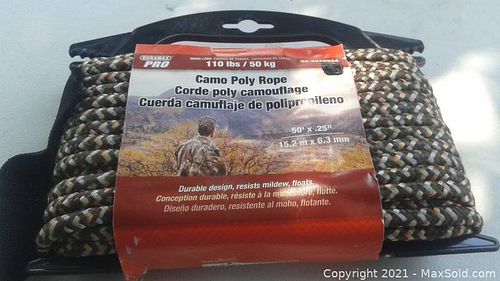 DURAMAX
PRO
110 lbs / 50 kg
Camo Poly Rope
Corde poly camouflage
Cuerda camuflaje de polipropileno
50' x .25"
15,2 m x 6.3 mm
Durable design, resists mildew, floats.
Conception durable, résiste à la moisissure, flotte.
Diseño duradero, resistente al moho, flotante.
Copyright © 2021 - MaxSold.com